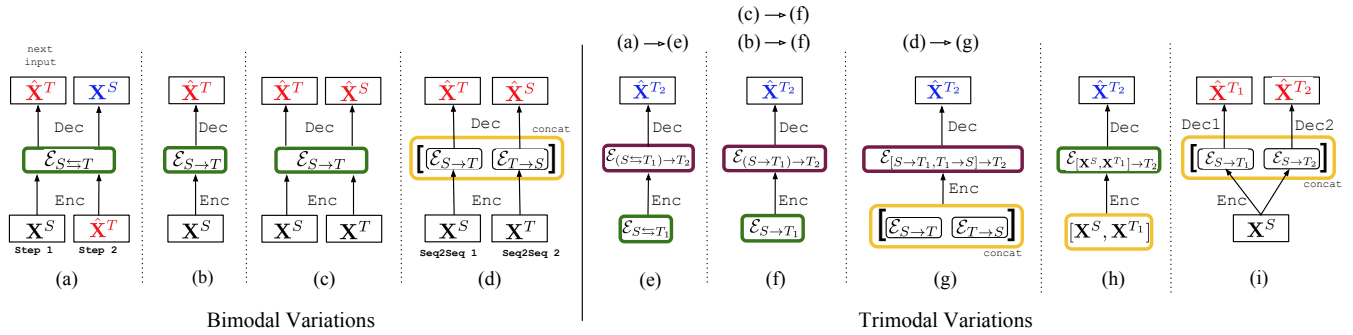 (c) → (f)
next input
(a) → (e)
(b) → (f)
(d) → (g)
X̂^T X^S
X̂^T
X̂^T X̂^S
X̂^T X̂^S
X̂^{T_2}
X̂^{T_2}
X̂^{T_2}
X̂^{T_2}
X̂^{T_1} X̂^{T_2}
Dec
Dec
Dec
Dec
concat
Dec
Dec
Dec
Dec
Dec1 Dec2
ℰ_{S⇆T}
ℰ_{S→T}
ℰ_{S→T}
[ℰ_{S→T} ℰ_{T→S}]
ℰ_{(S⇆T_1)→T_2}
ℰ_{(S→T_1)→T_2}
ℰ_{[S→T_1,T_1→S]→T_2}
ℰ_{[X^S,X^{T_1}]→T_2}
[ℰ_{S→T_1} ℰ_{S→T_2}]
concat
Enc
Enc
Enc
Enc
Enc
Enc
Enc
Enc
Enc
X^S X̂^T
X^S
X^S X^T
X^S X^T
ℰ_{S⇆T_1}
ℰ_{S→T_1}
[ℰ_{S→T} ℰ_{T→S}]
concat
[X^S, X^{T_1}]
X^S
Step 1 Step 2
Seq2Seq 1 Seq2Seq 2
(a) (b) (c) (d) (e) (f) (g) (h) (i)
Bimodal Variations Trimodal Variations